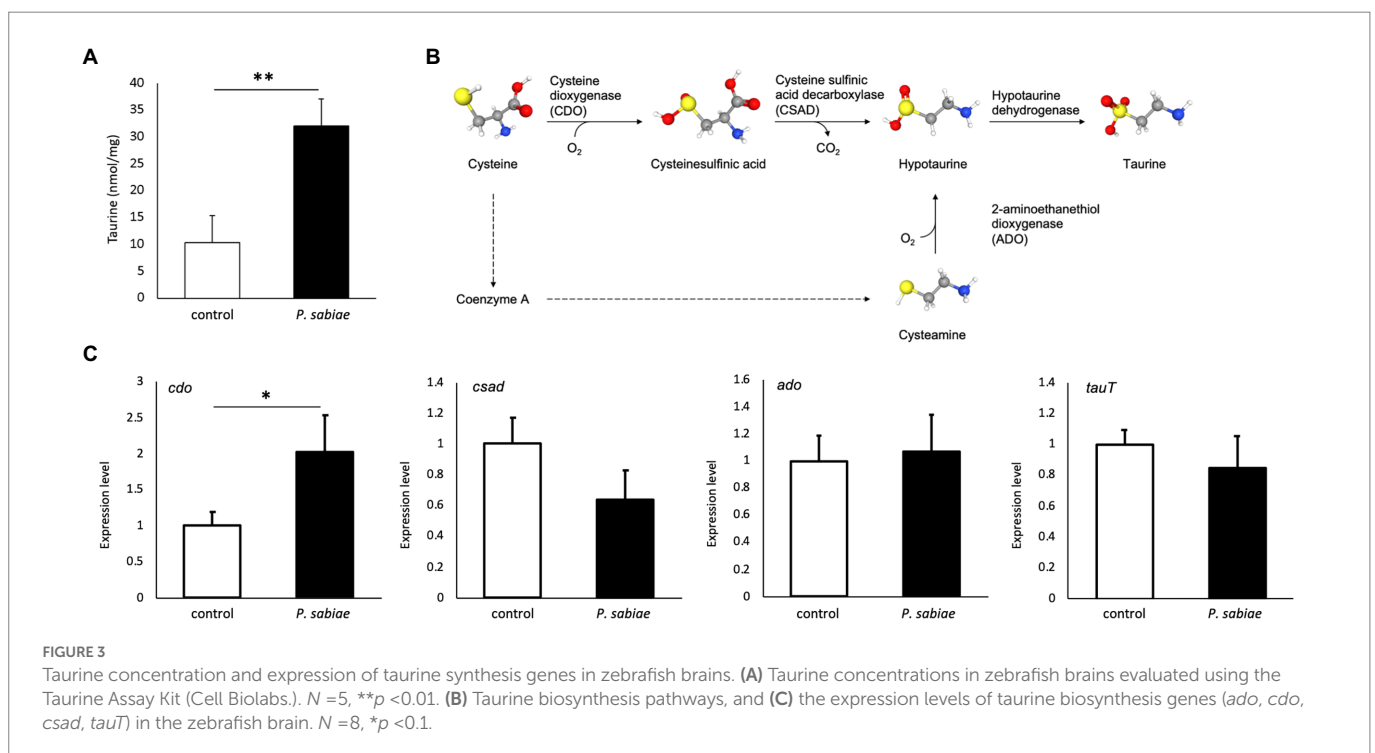 A
**
Taurine (nmol/mg)
40
35
30
25
20
15
10
5
0
control
P. sabiae
B
Cysteine
dioxygenase
(CDO)
O2
Cysteine sulfinic
acid decarboxylase
(CSAD)
CO2
Hypotaurine
dehydrogenase
Cysteine
Cysteinesulfinic acid
Hypotaurine
Taurine
O2
2-aminoethanethiol
dioxygenase
(ADO)
Coenzyme A
Cysteamine
C
cdo
*
Expression level
3
2.5
2
1.5
1
0.5
0
control
P. sabiae
csad
Expression level
1.4
1.2
1
0.8
0.6
0.4
0.2
0
control
P. sabiae
ado
Expression level
1.6
1.4
1.2
1
0.8
0.6
0.4
0.2
0
control
P. sabiae
tauT
Expression level
1.4
1.2
1
0.8
0.6
0.4
0.2
0
control
P. sabiae
FIGURE 3
Taurine concentration and expression of taurine synthesis genes in zebrafish brains. (A) Taurine concentrations in zebrafish brains evaluated using the
Taurine Assay Kit (Cell Biolabs.). N =5, **p <0.01. (B) Taurine biosynthesis pathways, and (C) the expression levels of taurine biosynthesis genes (ado, cdo,
csad, tauT) in the zebrafish brain. N =8, *p <0.1.